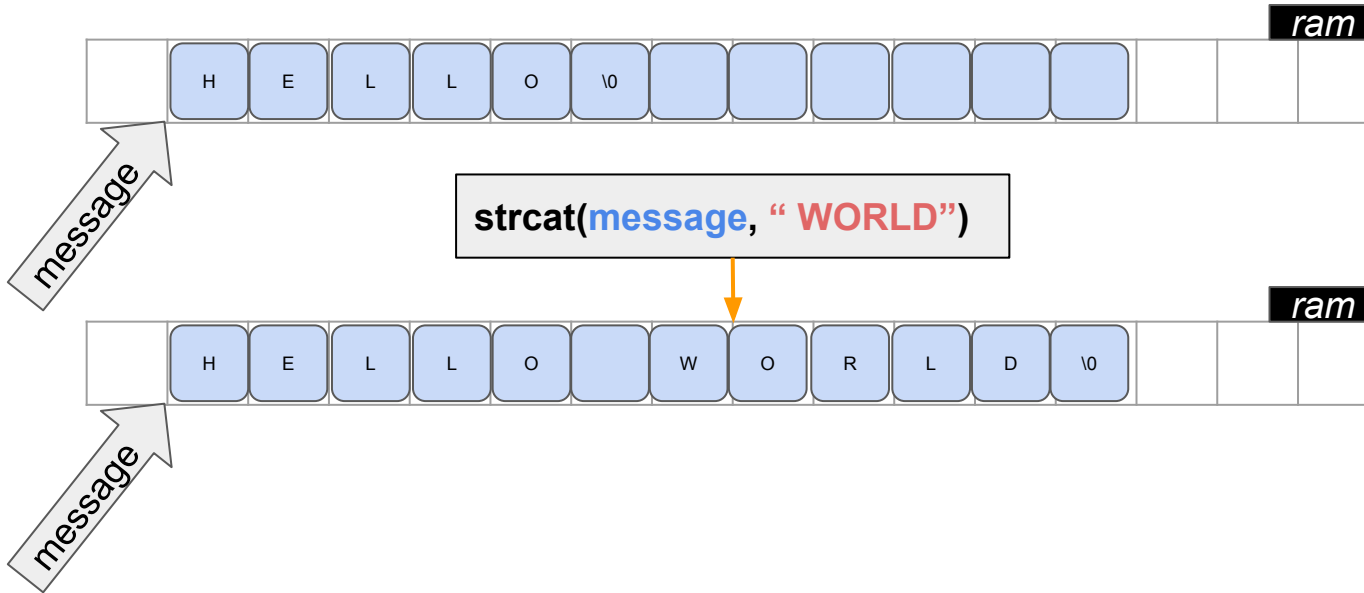 ram
H E L L O \0
message
strcat(message, “ WORLD”)
ram
H E L L O W O R L D \0
message